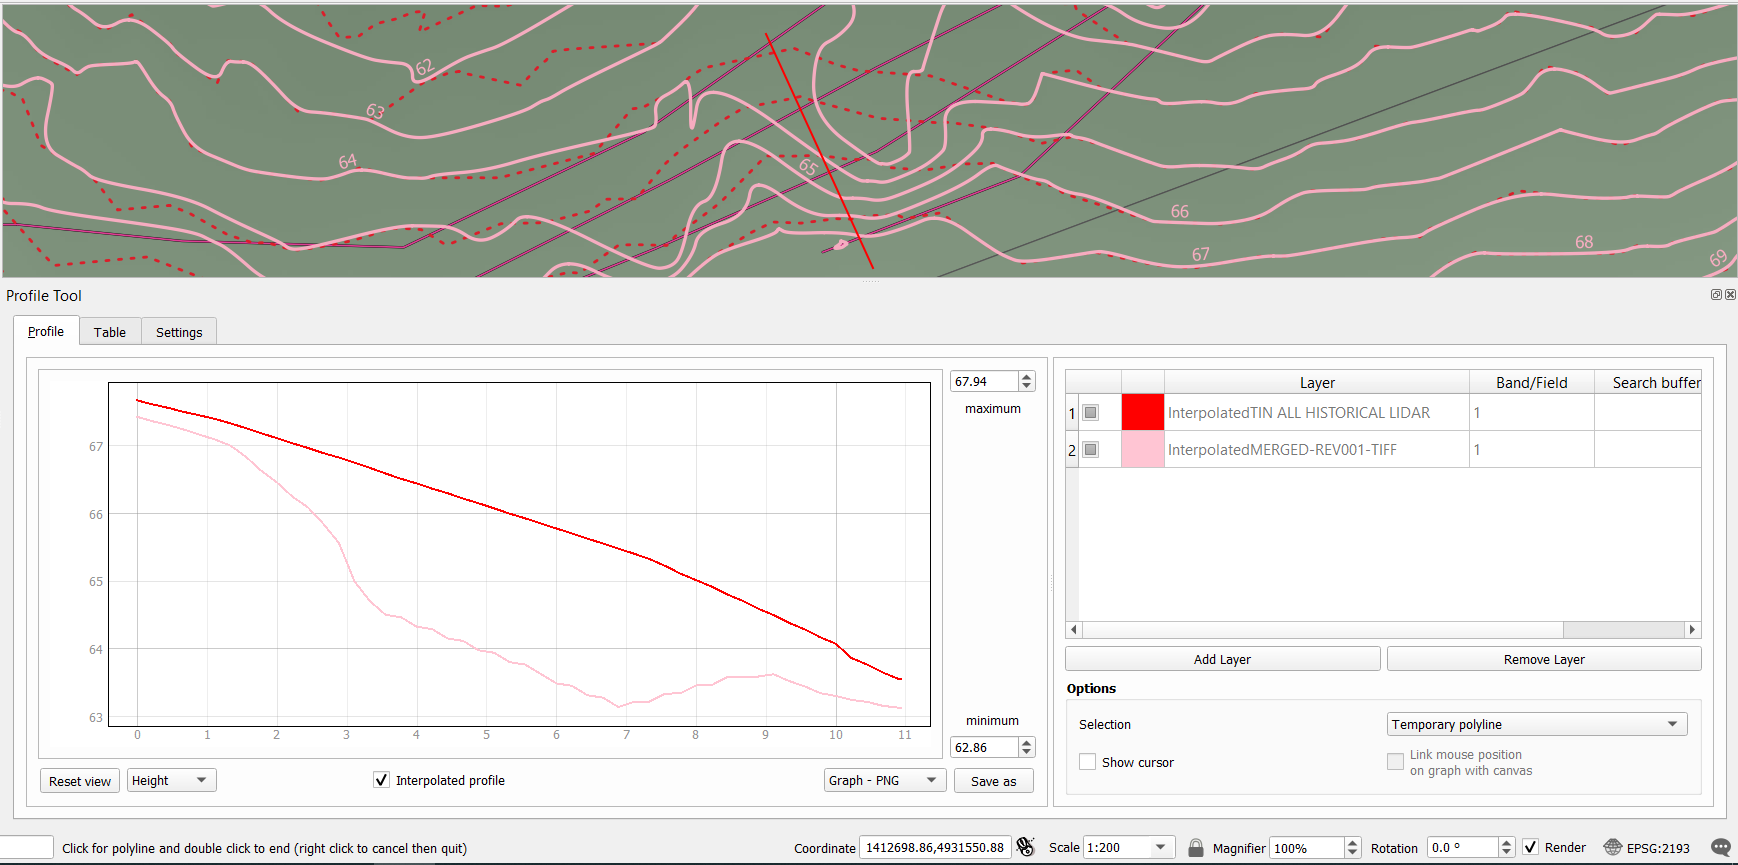 62
63
64
65
66
67
68
69
Profile Tool
Profile Table Settings
67.94
maximum
67
66
65
64
63
0 1 2 3 4 5 6 7 8 9 10 11
minimum
62.86
Reset view Height Interpolated profile Graph - PNG Save as
Layer Band/Field Search buffer
1 InterpolatedTIN ALL HISTORICAL LIDAR 1
2 InterpolatedMERGED-REV001-TIFF 1
Add Layer Remove Layer
Options
Selection Temporary polyline
Show cursor Link mouse position
on graph with canvas
Click for polyline and double click to end (right click to cancel then quit) Coordinate 1412698.86,4931550.88 Scale 1:200 Magnifier 100% Rotation 0.0 ° Render EPSG:2193